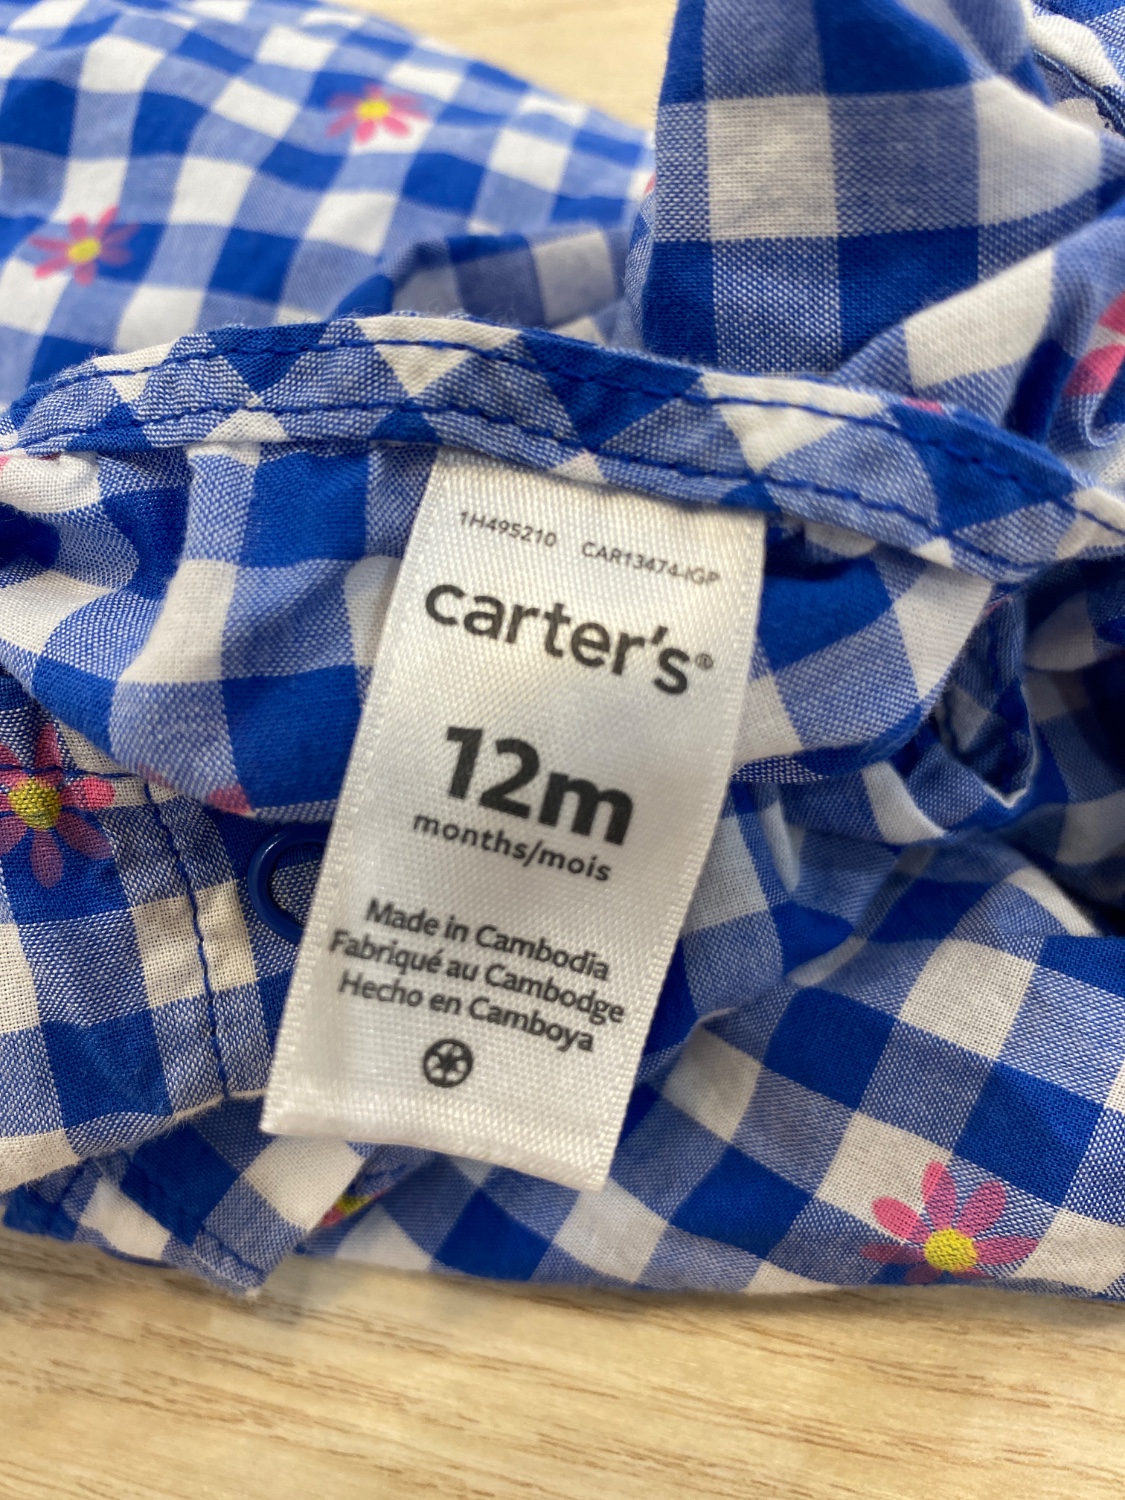 1H495210 CAR13474-IGP
carter's®
12m
months/mois
Made in Cambodia
Fabriqué au Cambodge
Hecho en Camboya